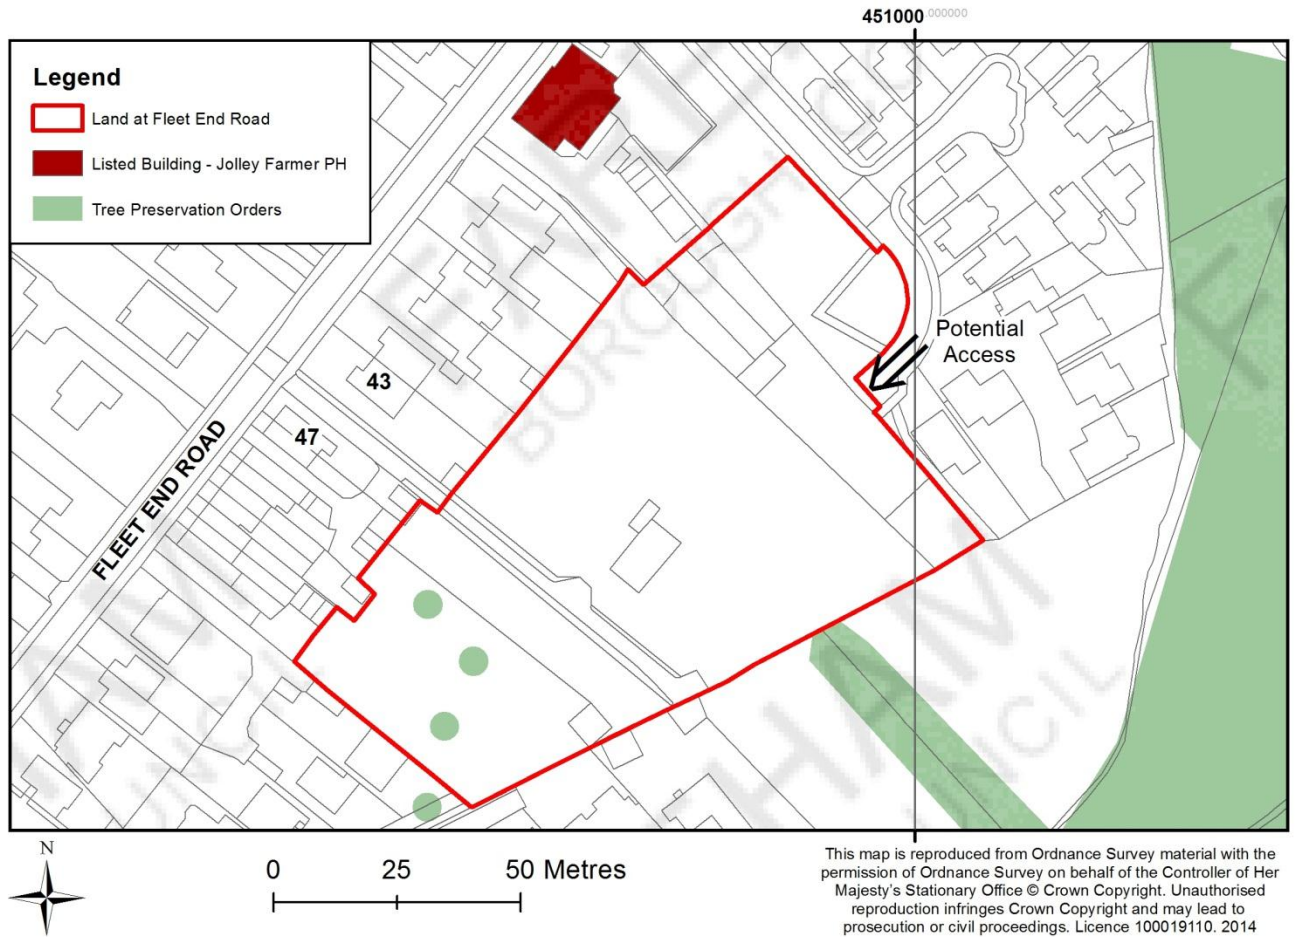 451000.000000
Legend
Land at Fleet End Road
Listed Building - Jolley Farmer PH
Tree Preservation Orders
Potential
Access
43
47
FLEET END ROAD
FAREHAM
BOROUGH COUNCIL
N
0 25 50 Metres
This map is reproduced from Ordnance Survey material with the
permission of Ordnance Survey on behalf of the Controller of Her
Majesty's Stationary Office © Crown Copyright. Unauthorised
reproduction infringes Crown Copyright and may lead to
prosecution or civil proceedings. Licence 100019110. 2014